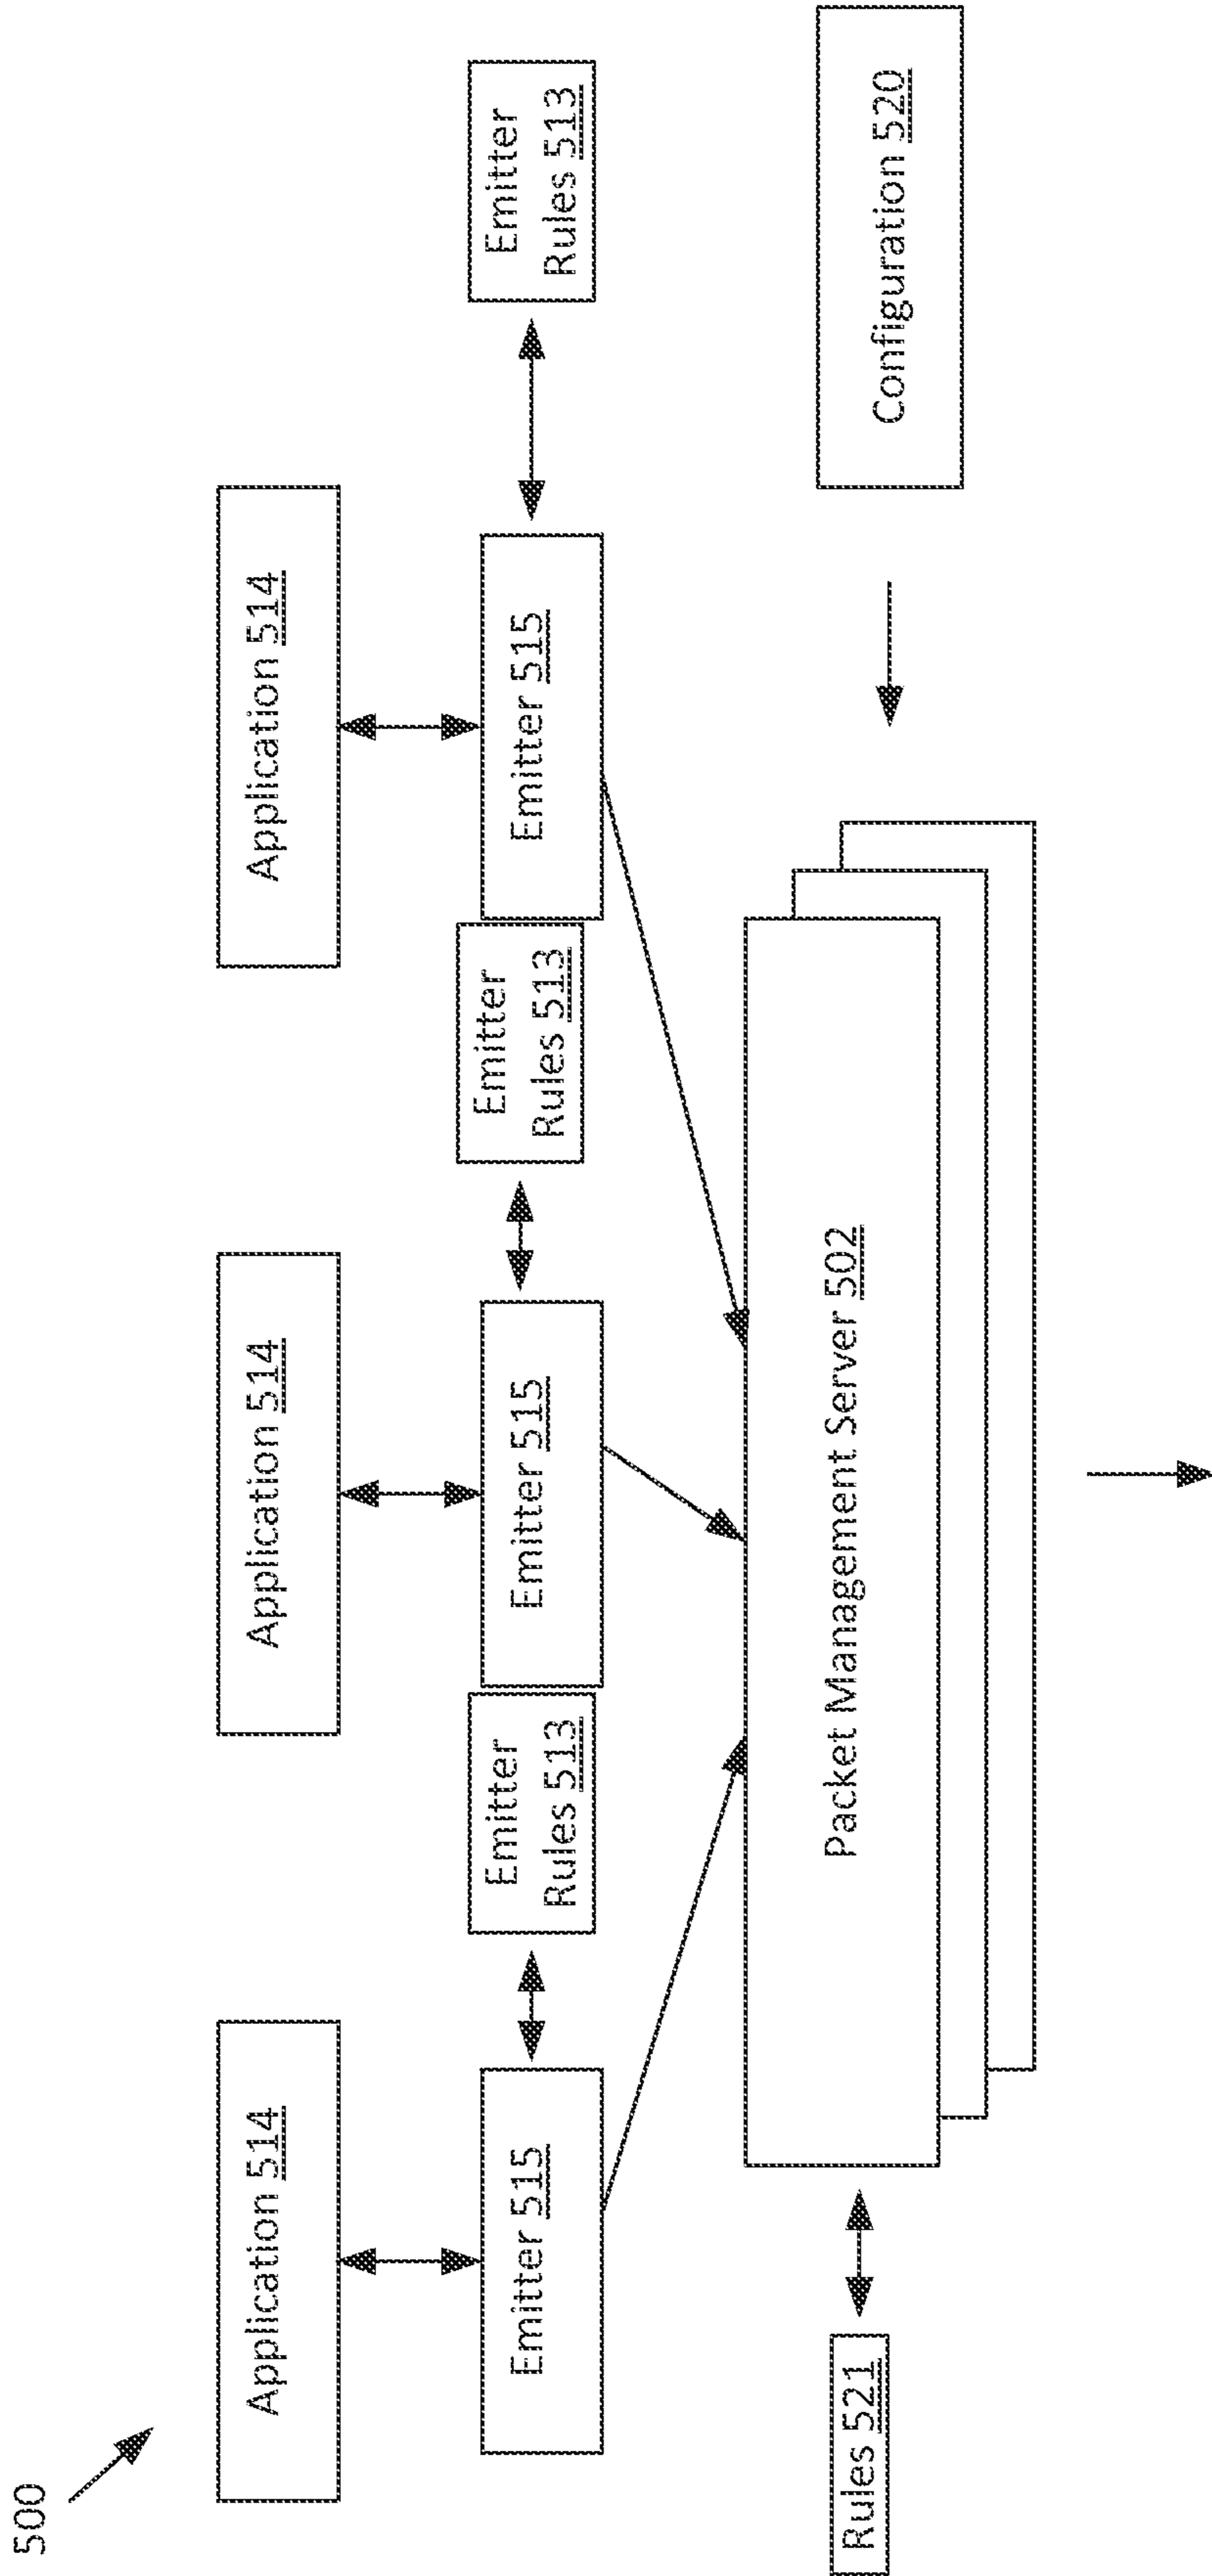 500
Application 514
Application 514
Application 514
Emitter 515
Emitter
Rules 513
Emitter 515
Emitter
Rules 513
Emitter 515
Emitter
Rules 513
Rules 521
Packet Management Server 502
Configuration 520